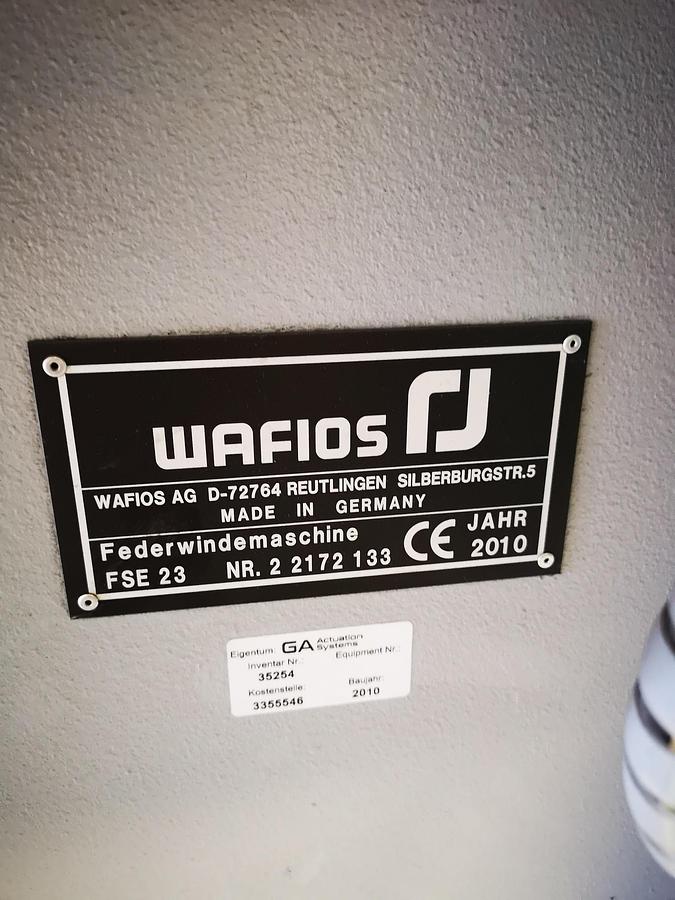 WAFIOS
WAFIOS AG D-72764 REUTLINGEN SILBERBURGSTR.5
MADE IN GERMANY
Federwindemaschine CE JAHR
FSE 23 NR. 2 2172 133 2010
Eigentum: GA Actuation Systems
Inventar Nr.: Equipment Nr.:
35254
Kostenstelle: Baujahr:
3355546 2010